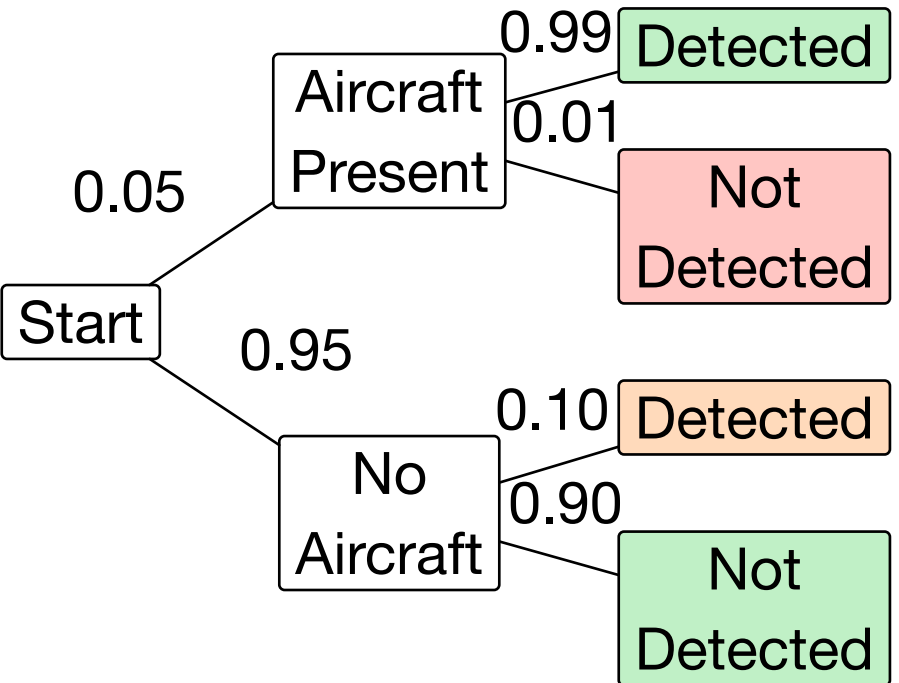 0.99
Detected
Aircraft
Present
0.01
Not
Detected
0.05
Start
0.95
0.10
Detected
No
Aircraft
0.90
Not
Detected